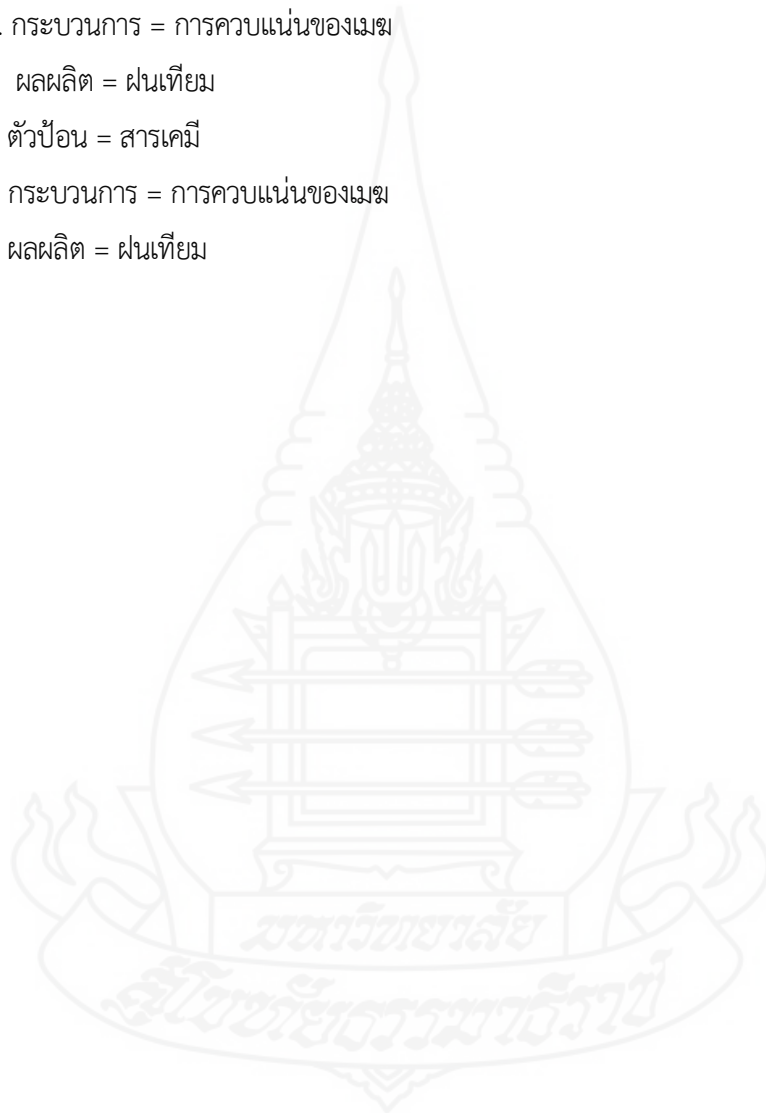 . กระบวนการ = การควบแน่นของเมฆ
ผลผลิต = ฝนเทียม
ตัวป้อน = สารเคมี
กระบวนการ = การควบแน่นของเมฆ
ผลผลิต = ฝนเทียม
มหาวิทยาลัย
สุโขทัยธรรมาธิราช